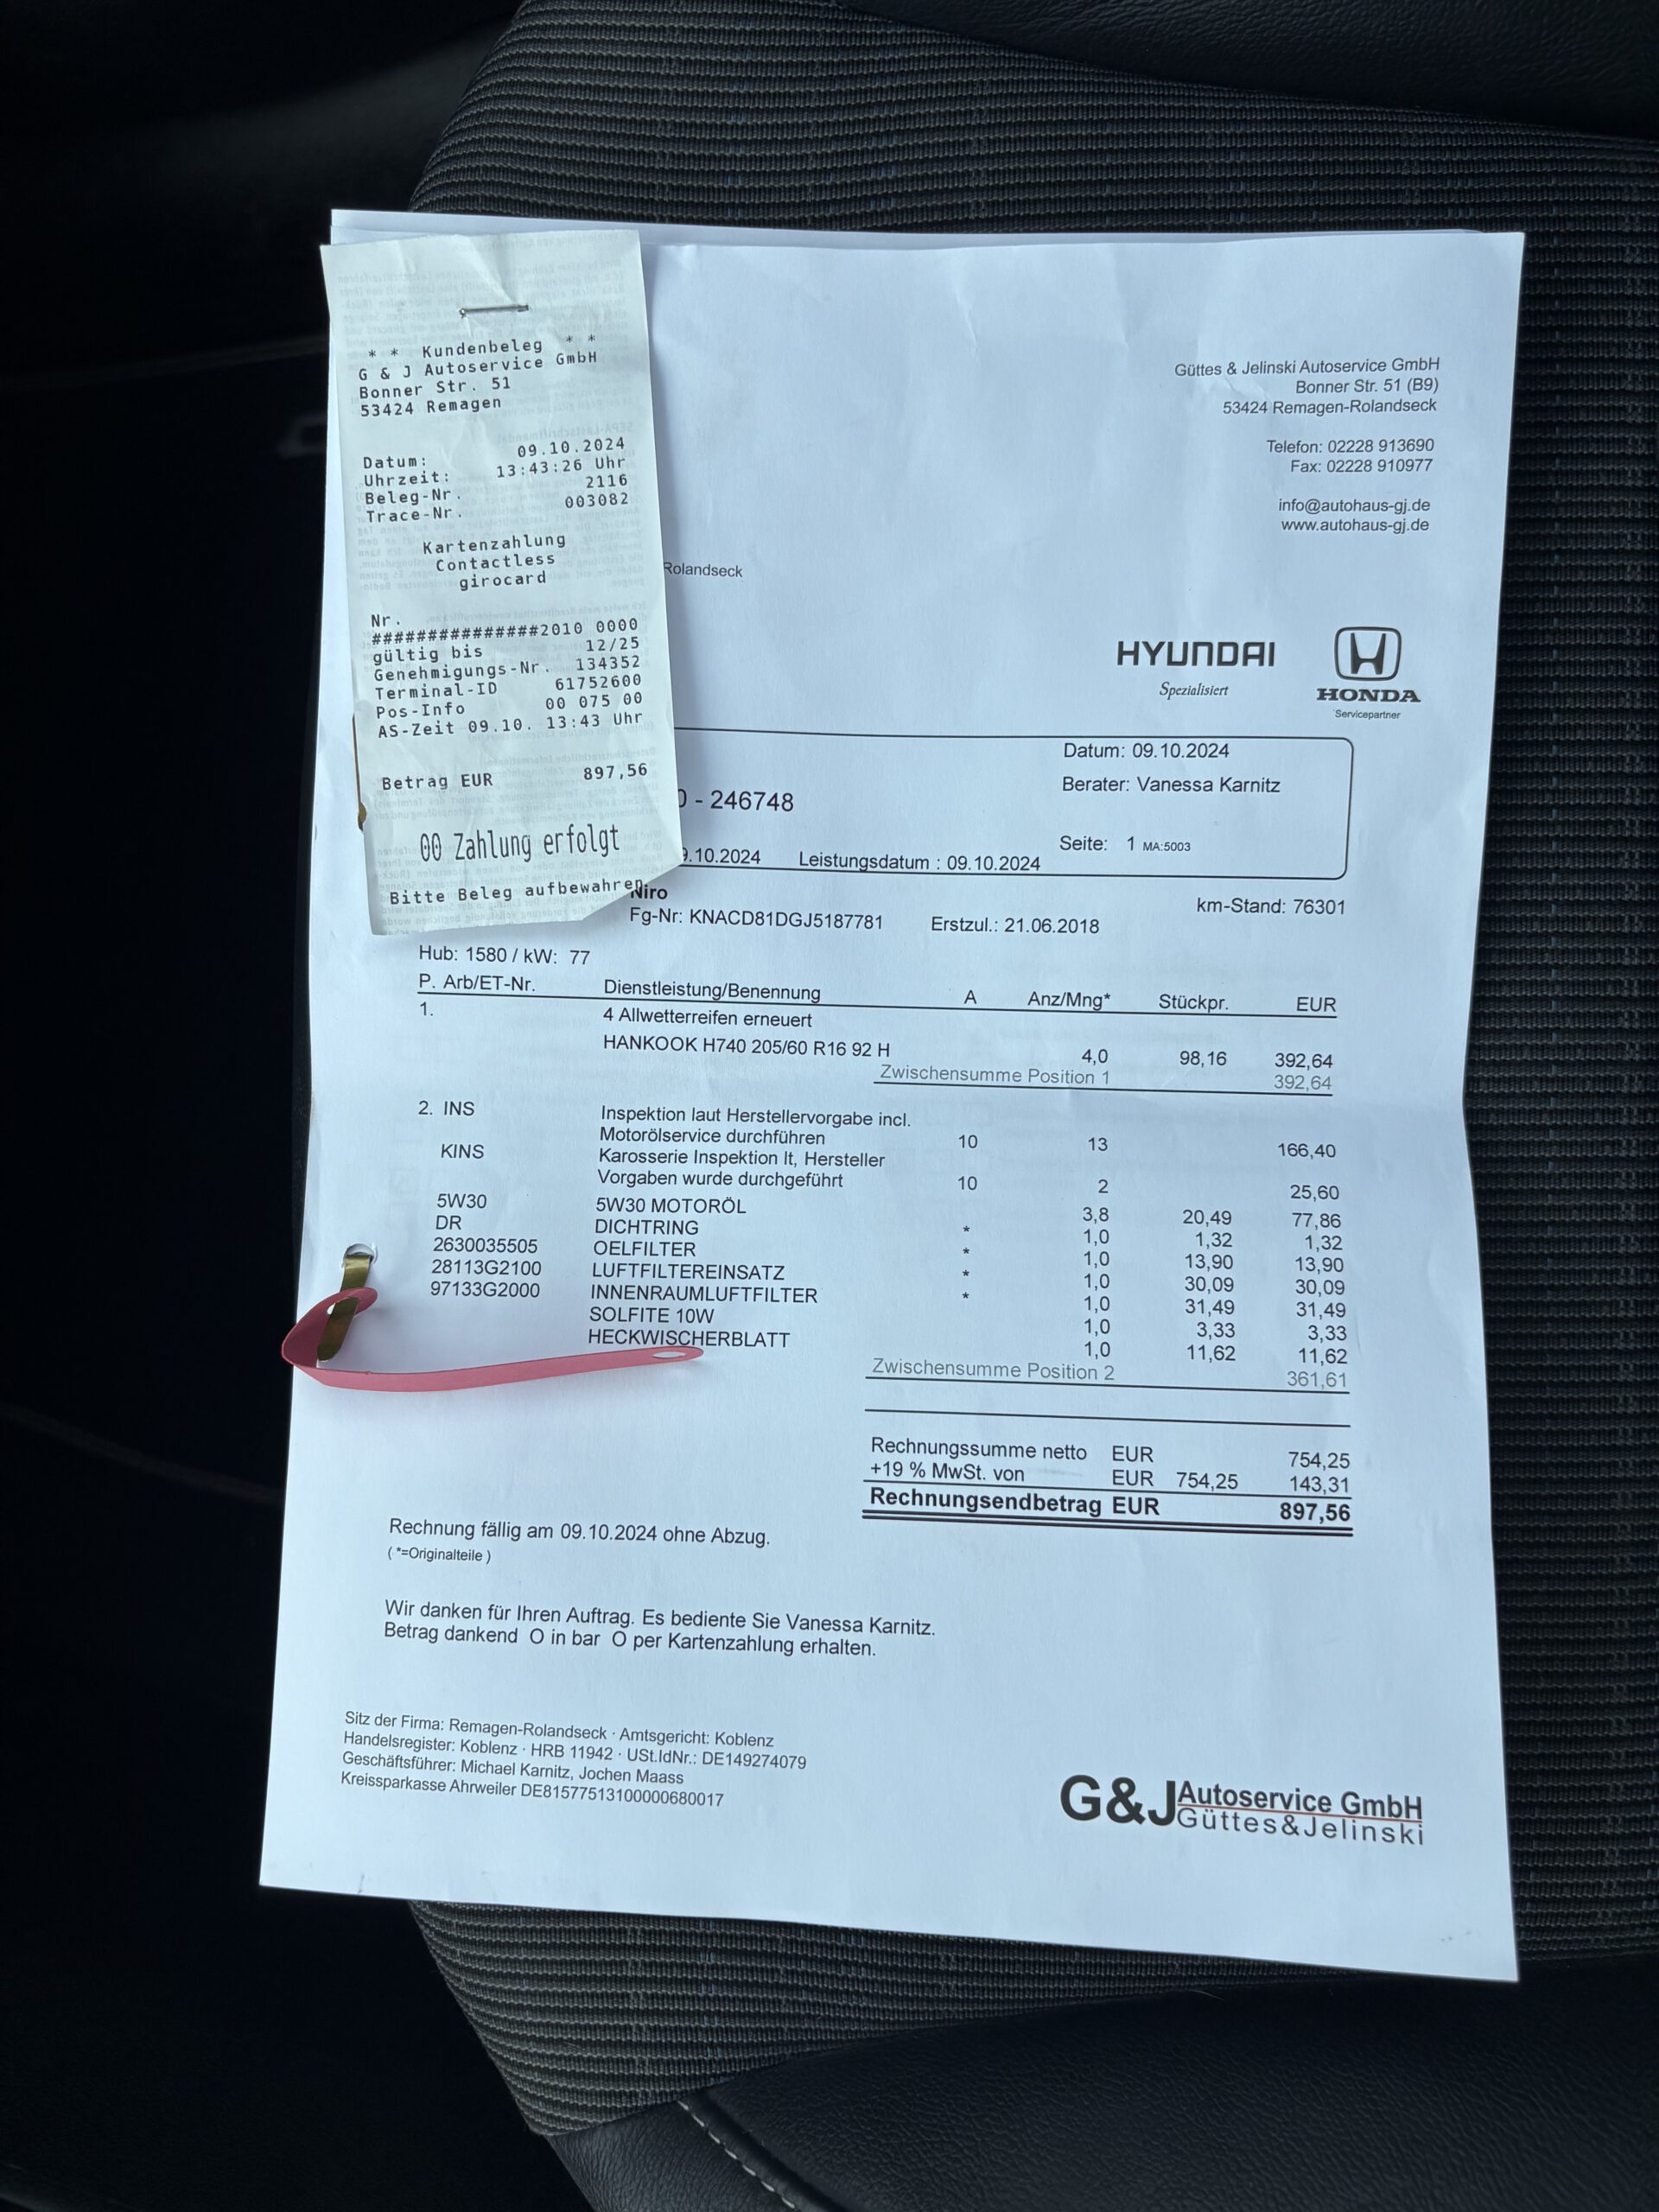 * * Kundenbeleg * *
G & J Autoservice GmbH
Bonner Str. 51
53424 Remagen
Datum: 09.10.2024
Uhrzeit: 13:43:26 Uhr
Beleg-Nr. 2116
Trace-Nr. 003082
Kartenzahlung
Contactless
girocard
Nr.
###############2010 0000
gültig bis 12/25
Genehmigungs-Nr. 134352
Terminal-ID 61752600
Pos-Info 00 075 00
AS-Zeit 09.10. 13:43 Uhr
Betrag EUR 897,56
00 Zahlung erfolgt
Bitte Beleg aufbewahren
Güttes & Jelinski Autoservice GmbH
Bonner Str. 51 (B9)
53424 Remagen-Rolandseck
Telefon: 02228 913690
Fax: 02228 910977
info@autohaus-gj.de
www.autohaus-gj.de
Rolandseck
HYUNDAI
Spezialisiert
HONDA
Servicepartner
Datum: 09.10.2024
Berater: Vanessa Karnitz
- 246748
Seite: 1 MA:5003
9.10.2024 Leistungsdatum : 09.10.2024
Niro
km-Stand: 76301
Fg-Nr: KNACD81DGJ5187781 Erstzul.: 21.06.2018
Hub: 1580 / kW: 77
P. Arb/ET-Nr. Dienstleistung/Benennung A Anz/Mng* Stückpr. EUR
1. 4 Allwetterreifen erneuert
HANKOOK H740 205/60 R16 92 H 4,0 98,16 392,64
Zwischensumme Position 1 392,64
2. INS Inspektion laut Herstellervorgabe incl.
Motorölservice durchführen 10 13 166,40
KINS Karosserie Inspektion lt, Hersteller
Vorgaben wurde durchgeführt 10 2 25,60
5W30 5W30 MOTORÖL 3,8 20,49 77,86
DR DICHTRING * 1,0 1,32 1,32
2630035505 OELFILTER * 1,0 13,90 13,90
28113G2100 LUFTFILTEREINSATZ * 1,0 30,09 30,09
97133G2000 INNENRAUMLUFTFILTER * 1,0 31,49 31,49
SOLFITE 10W 1,0 3,33 3,33
HECKWISCHERBLATT 1,0 11,62 11,62
Zwischensumme Position 2 361,61
Rechnungssumme netto EUR 754,25
+19 % MwSt. von EUR 754,25 143,31
Rechnungsendbetrag EUR 897,56
Rechnung fällig am 09.10.2024 ohne Abzug.
( *=Originalteile )
Wir danken für Ihren Auftrag. Es bediente Sie Vanessa Karnitz.
Betrag dankend O in bar O per Kartenzahlung erhalten.
Sitz der Firma: Remagen-Rolandseck · Amtsgericht: Koblenz
Handelsregister: Koblenz · HRB 11942 · USt.IdNr.: DE149274079
Geschäftsführer: Michael Karnitz, Jochen Maass
Kreissparkasse Ahrweiler DE81577513100000680017
G&J Autoservice GmbH
Güttes&Jelinski